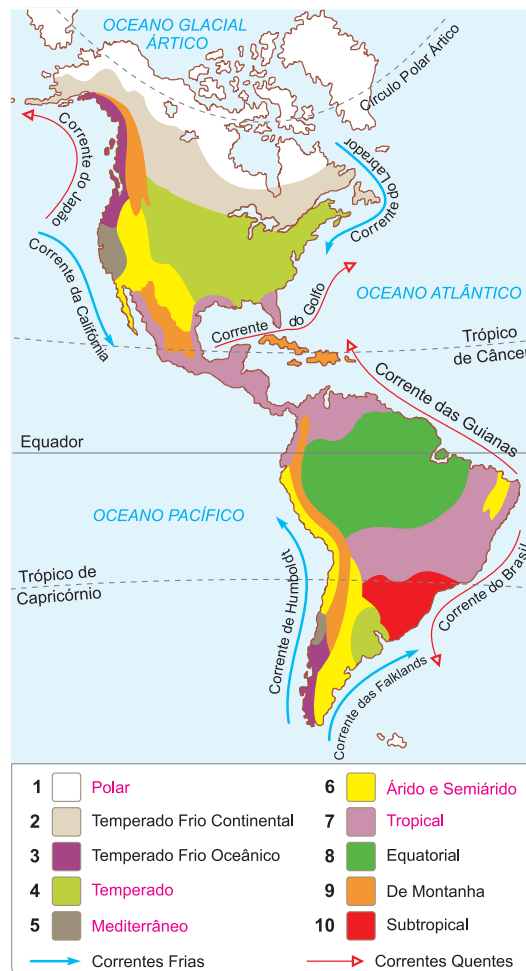 OCEANO GLACIAL
ÁRTICO
Círculo Polar Ártico
Corrente do Japão
Corrente do Labrador
Corrente da Califórnia
Corrente do Golfo
OCEANO ATLÂNTICO
Trópico
de Câncer
Corrente das Guianas
Equador
OCEANO PACÍFICO
Trópico de
Capricórnio
Corrente de Humboldt
Corrente do Brasil
Corrente das Falklands
1 Polar
2 Temperado Frio Continental
3 Temperado Frio Oceânico
4 Temperado
5 Mediterrâneo
Correntes Frias
6 Árido e Semiárido
7 Tropical
8 Equatorial
9 De Montanha
10 Subtropical
Correntes Quentes